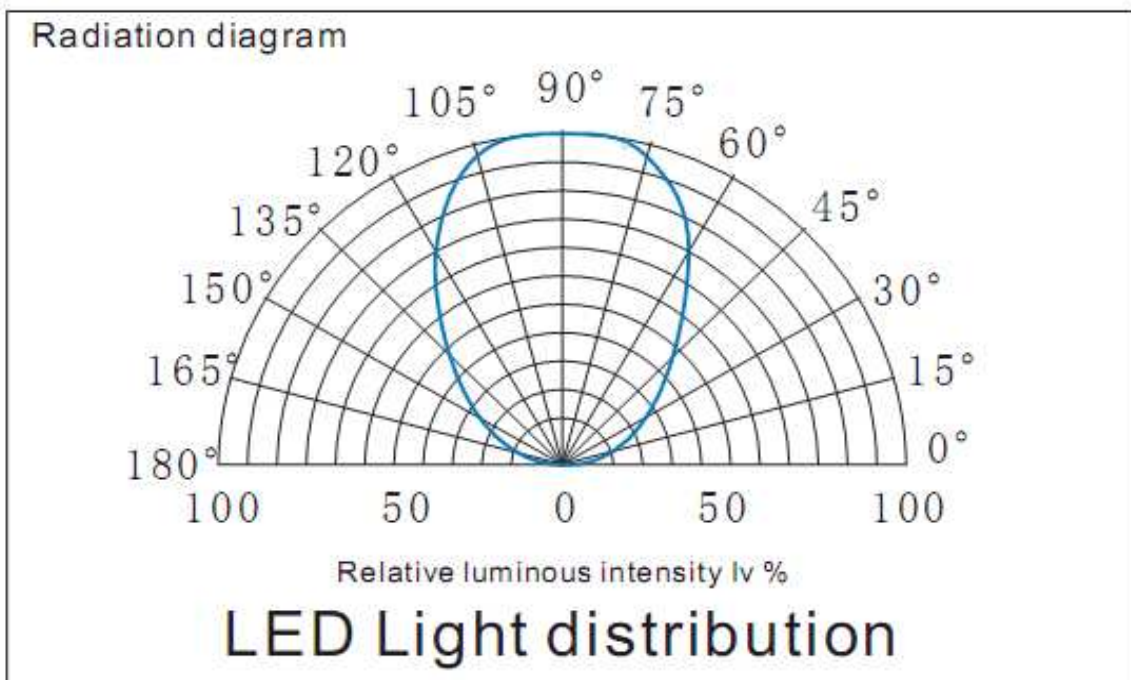 Radiation diagram
90°
105° 75°
120° 60°
135° 45°
150° 30°
165° 15°
180° 0°
100 50 0 50 100
Relative luminous intensity Iv %
LED Light distribution